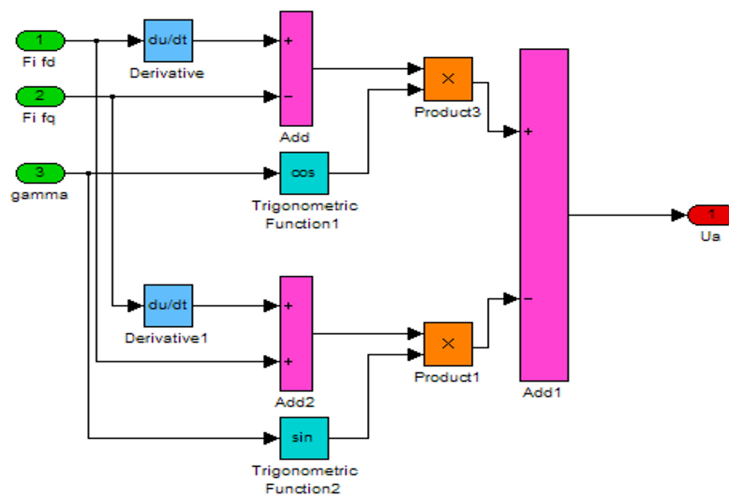 1
Fi fd
du/dt
Derivative
+
−
Add
×
Product3
2
Fi fq
3
gamma
cos
Trigonometric
Function1
+
−
Add1
1
Ua
du/dt
Derivative1
+
+
Add2
×
Product1
sin
Trigonometric
Function2